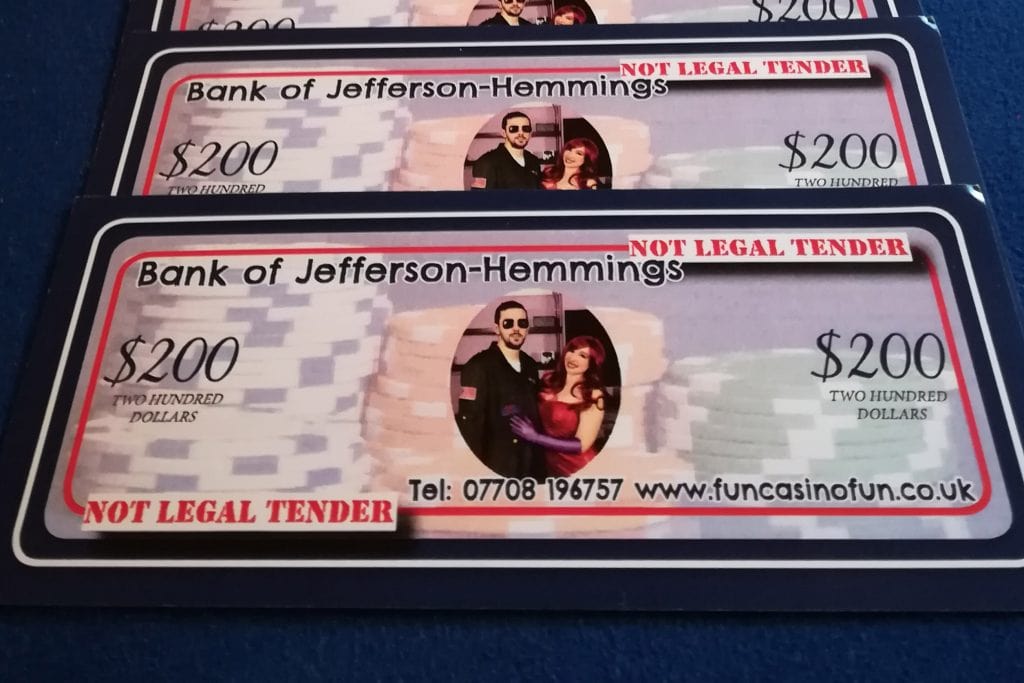 $200
$200
NOT LEGAL TENDER
Bank of Jefferson-Hemmings
$200
TWO HUNDRED
$200
TWO HUNDRED
NOT LEGAL TENDER
Bank of Jefferson-Hemmings
$200
TWO HUNDRED
DOLLARS
$200
TWO HUNDRED
DOLLARS
Tel: 07708 196757 www.funcasinofun.co.uk
NOT LEGAL TENDER